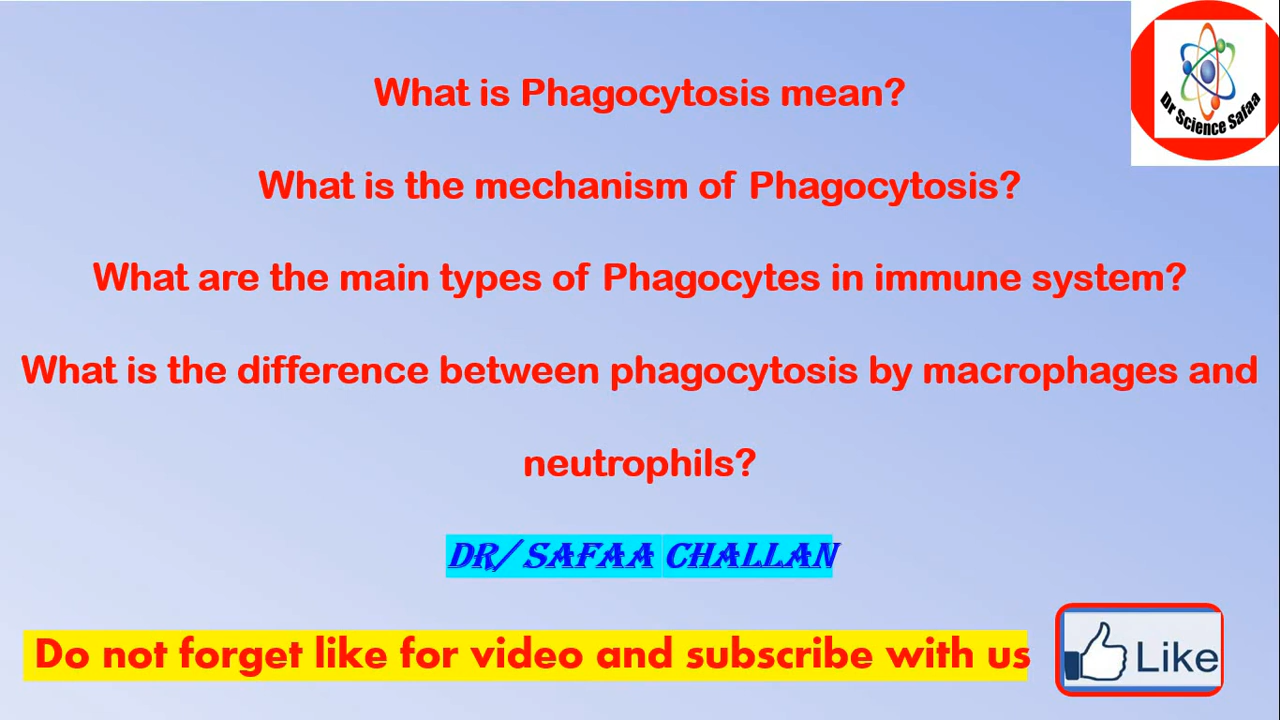 What is Phagocytosis mean?
Dr Science Safaa
What is the mechanism of Phagocytosis?
What are the main types of Phagocytes in immune system?
What is the difference between phagocytosis by macrophages and
neutrophils?
DR/ SAFAA CHALLAN
Do not forget like for video and subscribe with us
Like